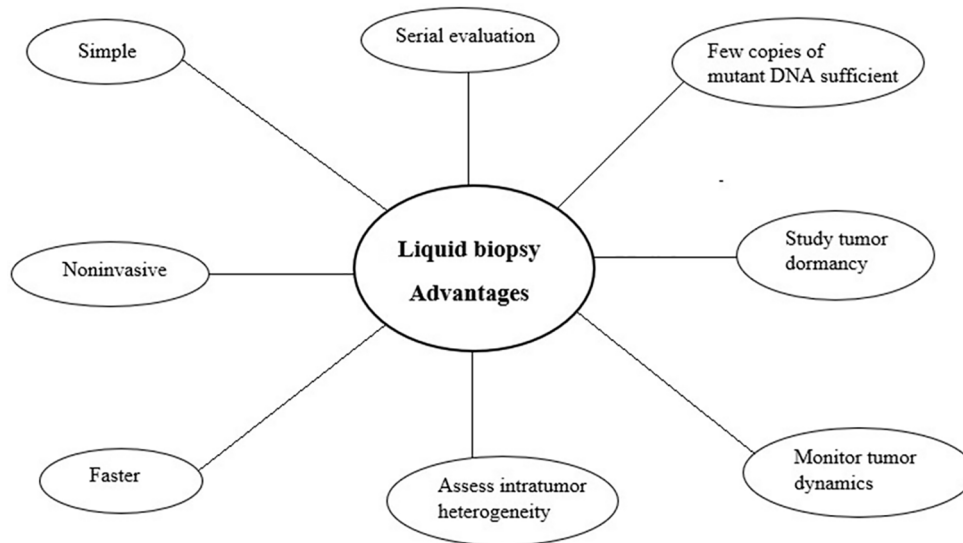 Simple
Serial evaluation
Few copies of
mutant DNA sufficient
Liquid biopsy
Advantages
Noninvasive
Study tumor
dormancy
Faster
Assess intratumor
heterogeneity
Monitor tumor
dynamics